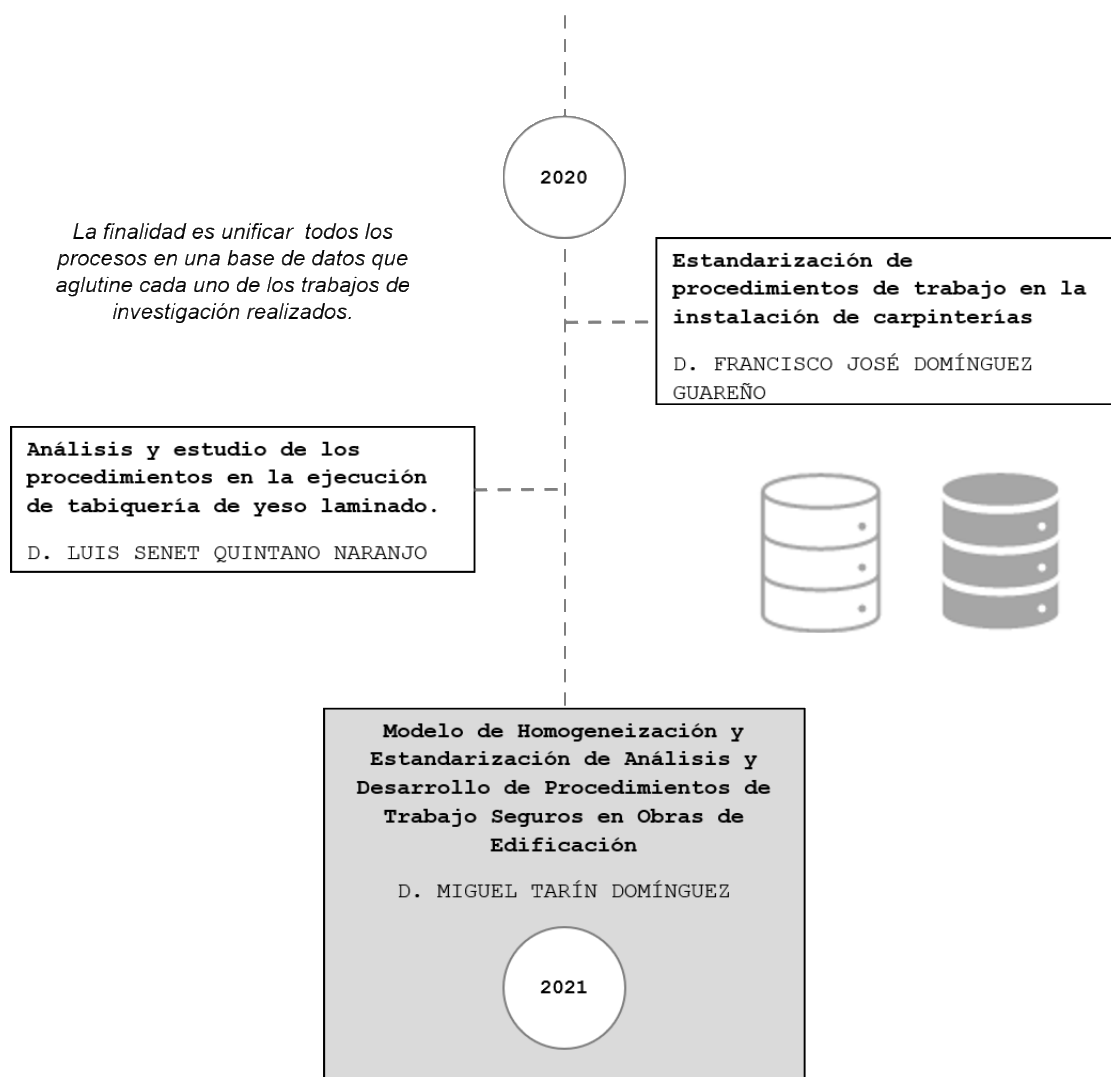 2020
La finalidad es unificar todos los
procesos en una base de datos que
aglutine cada uno de los trabajos de
investigación realizados.
Estandarización de
procedimientos de trabajo en la
instalación de carpinterías
D. FRANCISCO JOSÉ DOMÍNGUEZ
GUAREÑO
Análisis y estudio de los
procedimientos en la ejecución
de tabiquería de yeso laminado.
D. LUIS SENET QUINTANO NARANJO
Modelo de Homogeneización y
Estandarización de Análisis y
Desarrollo de Procedimientos de
Trabajo Seguros en Obras de
Edificación
D. MIGUEL TARÍN DOMÍNGUEZ
2021